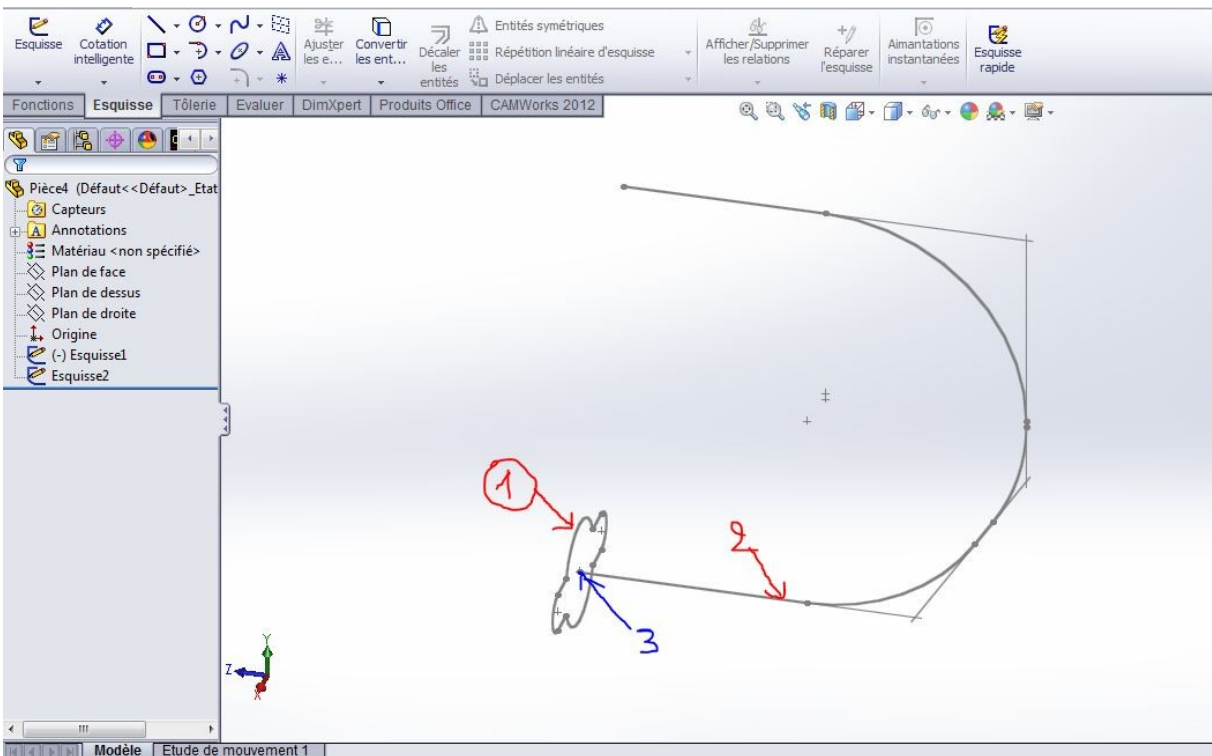 Esquisse
Cotation
intelligente
Ajuster
les e...
Convertir
les ent...
Décaler
les
entités
Entités symétriques
Répétition linéaire d'esquisse
Déplacer les entités
Afficher/Supprimer
les relations
Réparer
l'esquisse
Aimantations
instantanées
Esquisse
rapide
Fonctions Esquisse Tôlerie Evaluer DimXpert Produits Office CAMWorks 2012
Pièce4 (Défaut<<Défaut>_Etat
Capteurs
Annotations
Matériau <non spécifié>
Plan de face
Plan de dessus
Plan de droite
Origine
(-) Esquisse1
Esquisse2
1
2
3
Y
Z
X
Modèle Etude de mouvement 1